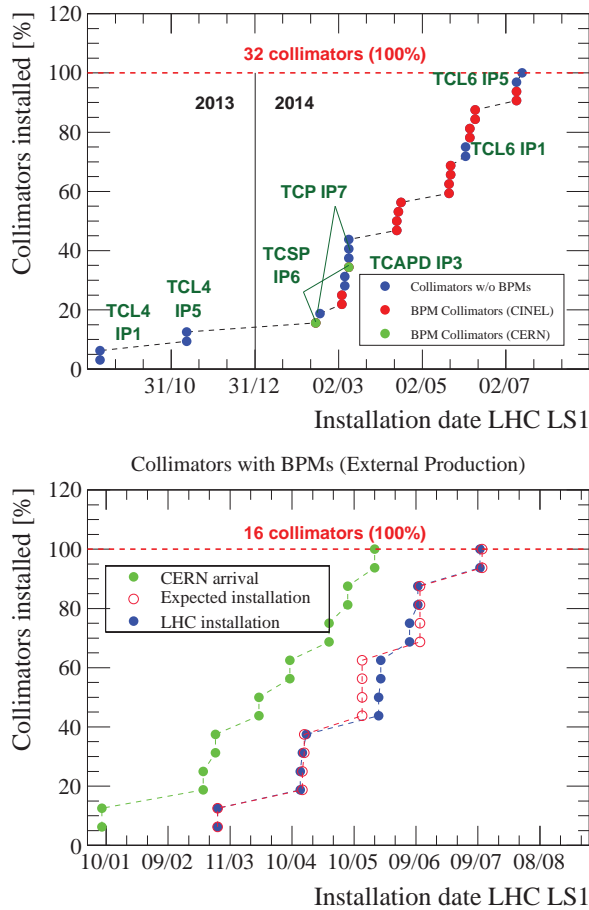 Collimators installed [%]
120
100
80
60
40
20
0
32 collimators (100%)
2013
2014
TCL6 IP5
TCL6 IP1
TCP IP7
TCSP
IP6
TCAPD IP3
TCL4
IP5
TCL4
IP1
Collimators w/o BPMs
BPM Collimators (CINEL)
BPM Collimators (CERN)
31/10
31/12
02/03
02/05
02/07
Installation date LHC LS1
Collimators with BPMs (External Production)
Collimators installed [%]
120
100
80
60
40
20
0
16 collimators (100%)
CERN arrival
Expected installation
LHC installation
10/01
09/02
11/03
10/04
10/05
09/06
09/07
08/08
Installation date LHC LS1